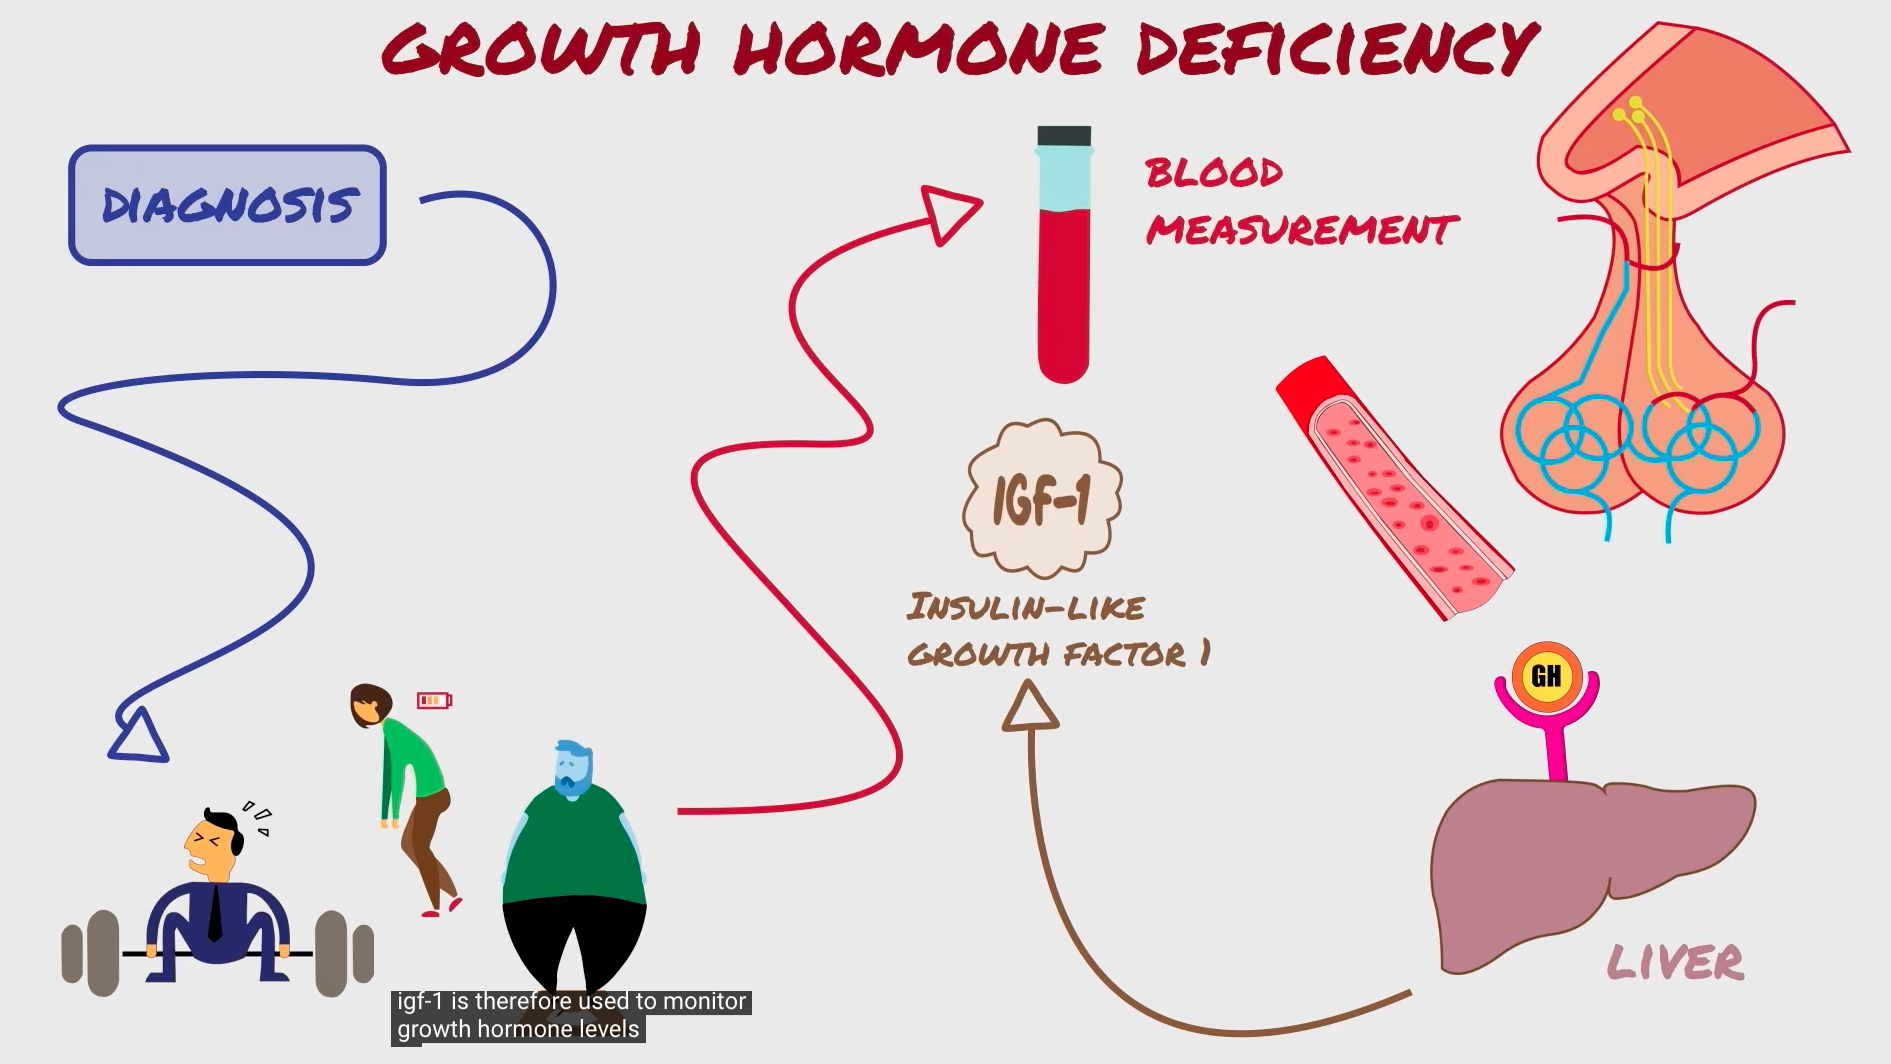 GROWTH HORMONE DEFICIENCY
DIAGNOSIS
BLOOD
MEASUREMENT
IGF-1
INSULIN-LIKE
GROWTH FACTOR 1
GH
LIVER
igf-1 is therefore used to monitor
growth hormone levels